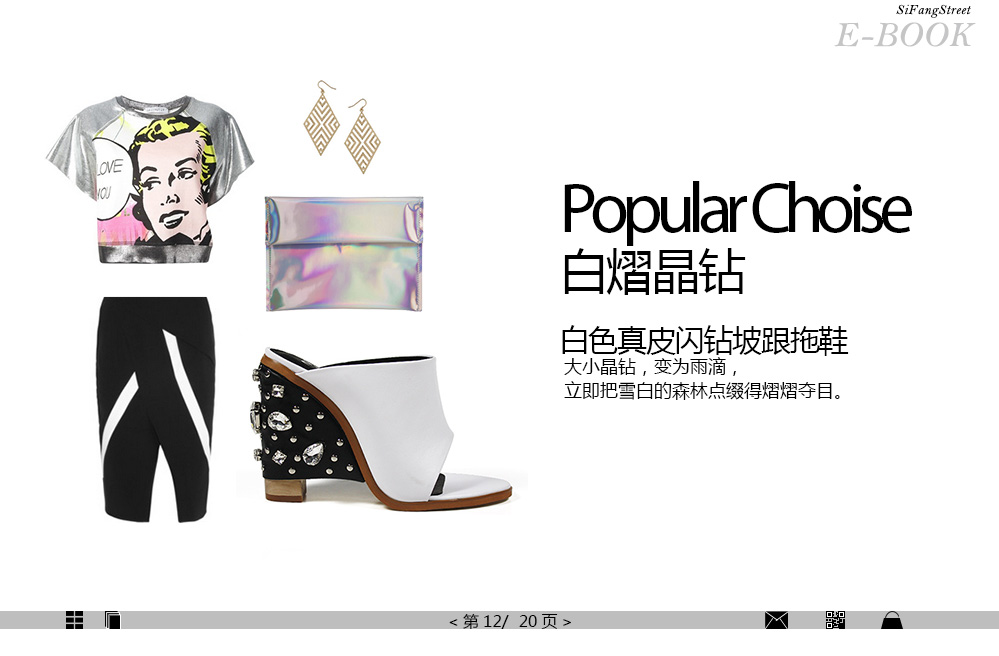 SiFangStreet
E-BOOK
LOVE
YOU
Popular Choise
白熠晶钻
白色真皮闪钻坡跟拖鞋
大小晶钻，变为雨滴，
立即把雪白的森林点缀得熠熠夺目。
< 第 12/ 20 页 >